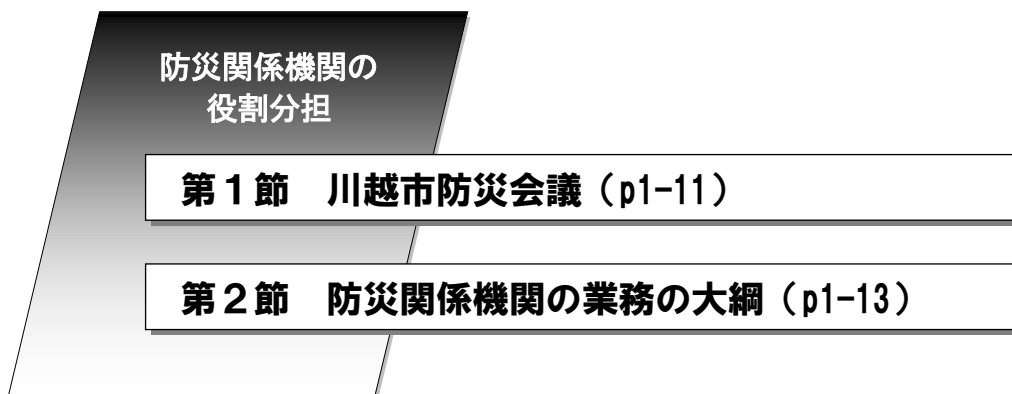 防災関係機関の
役割分担
第１節　川越市防災会議（p1-11）
第２節　防災関係機関の業務の大綱（p1-13）